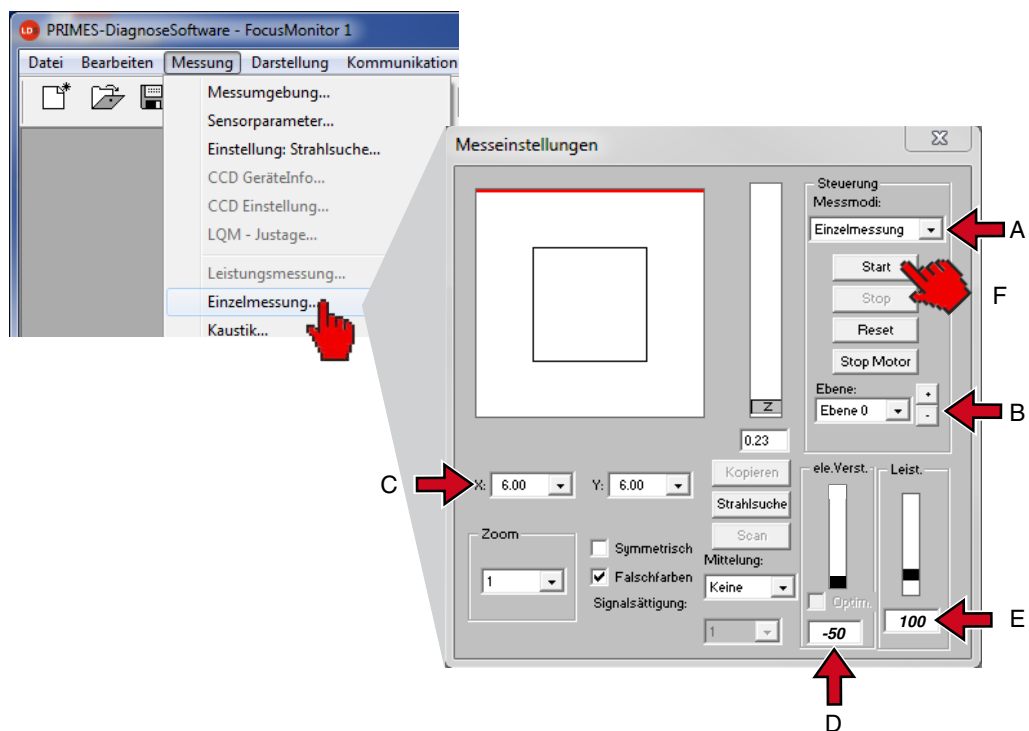 PRIMES-DiagnoseSoftware - FocusMonitor 1
Datei Bearbeiten Messung Darstellung Kommunikation
Messumgebung...
Sensorparameter...
Einstellung: Strahlsuche...
CCD GeräteInfo...
CCD Einstellung...
LQM - Justage...
Leistungsmessung...
Einzelmessung...
Kaustik...
Messeinstellungen
Steuerung
Messmodi:
Einzelmessung
A
Start
F
Stop
Reset
Stop Motor
Ebene:
Ebene 0
+
-
B
Z
0.23
C
X: 6.00 Y: 6.00
Kopieren
Strahlsuche
Scan
Mittelung:
Keine
1
Zoom
1
Symmetrisch
Falschfarben
Signalsättigung:
ele.Verst.
Optim.
-50
D
Leist.
100
E